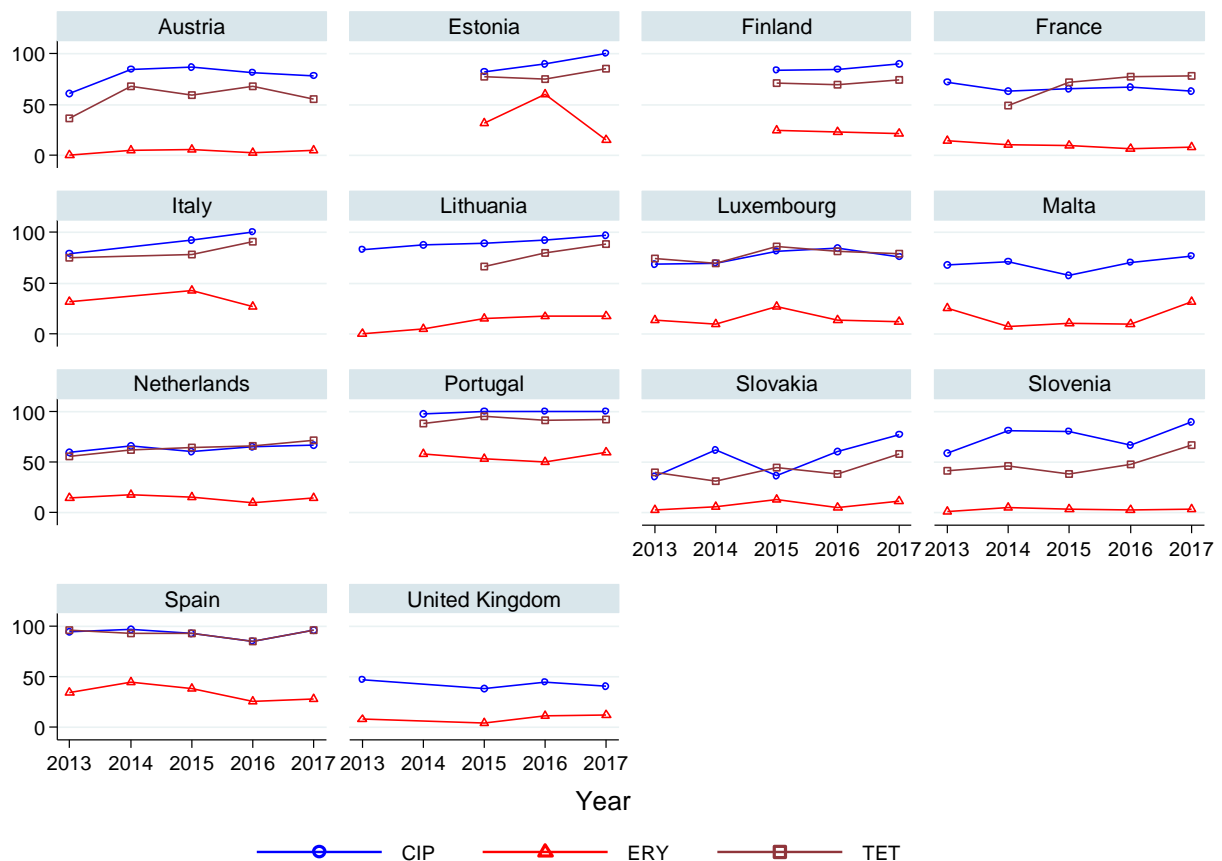 Austria Estonia Finland France
100
50
0
Italy Lithuania Luxembourg Malta
100
50
0
Netherlands Portugal Slovakia Slovenia
100
50
0
2013 2014 2015 2016 2017 2013 2014 2015 2016 2017
Spain United Kingdom
100
50
0
2013 2014 2015 2016 2017 2013 2014 2015 2016 2017
Year
CIP ERY TET